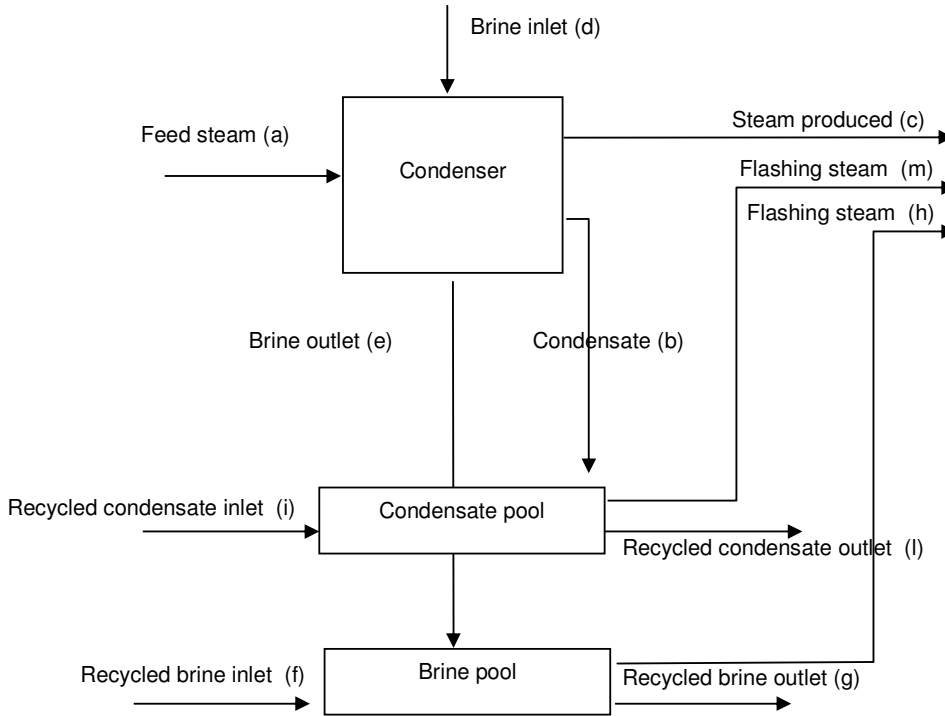 Brine inlet (d)
Steam produced (c)
Feed steam (a)
Condenser
Flashing steam (m)
Flashing steam (h)
Brine outlet (e)
Condensate (b)
Recycled condensate inlet (i)
Condensate pool
Recycled condensate outlet (l)
Recycled brine inlet (f)
Brine pool
Recycled brine outlet (g)